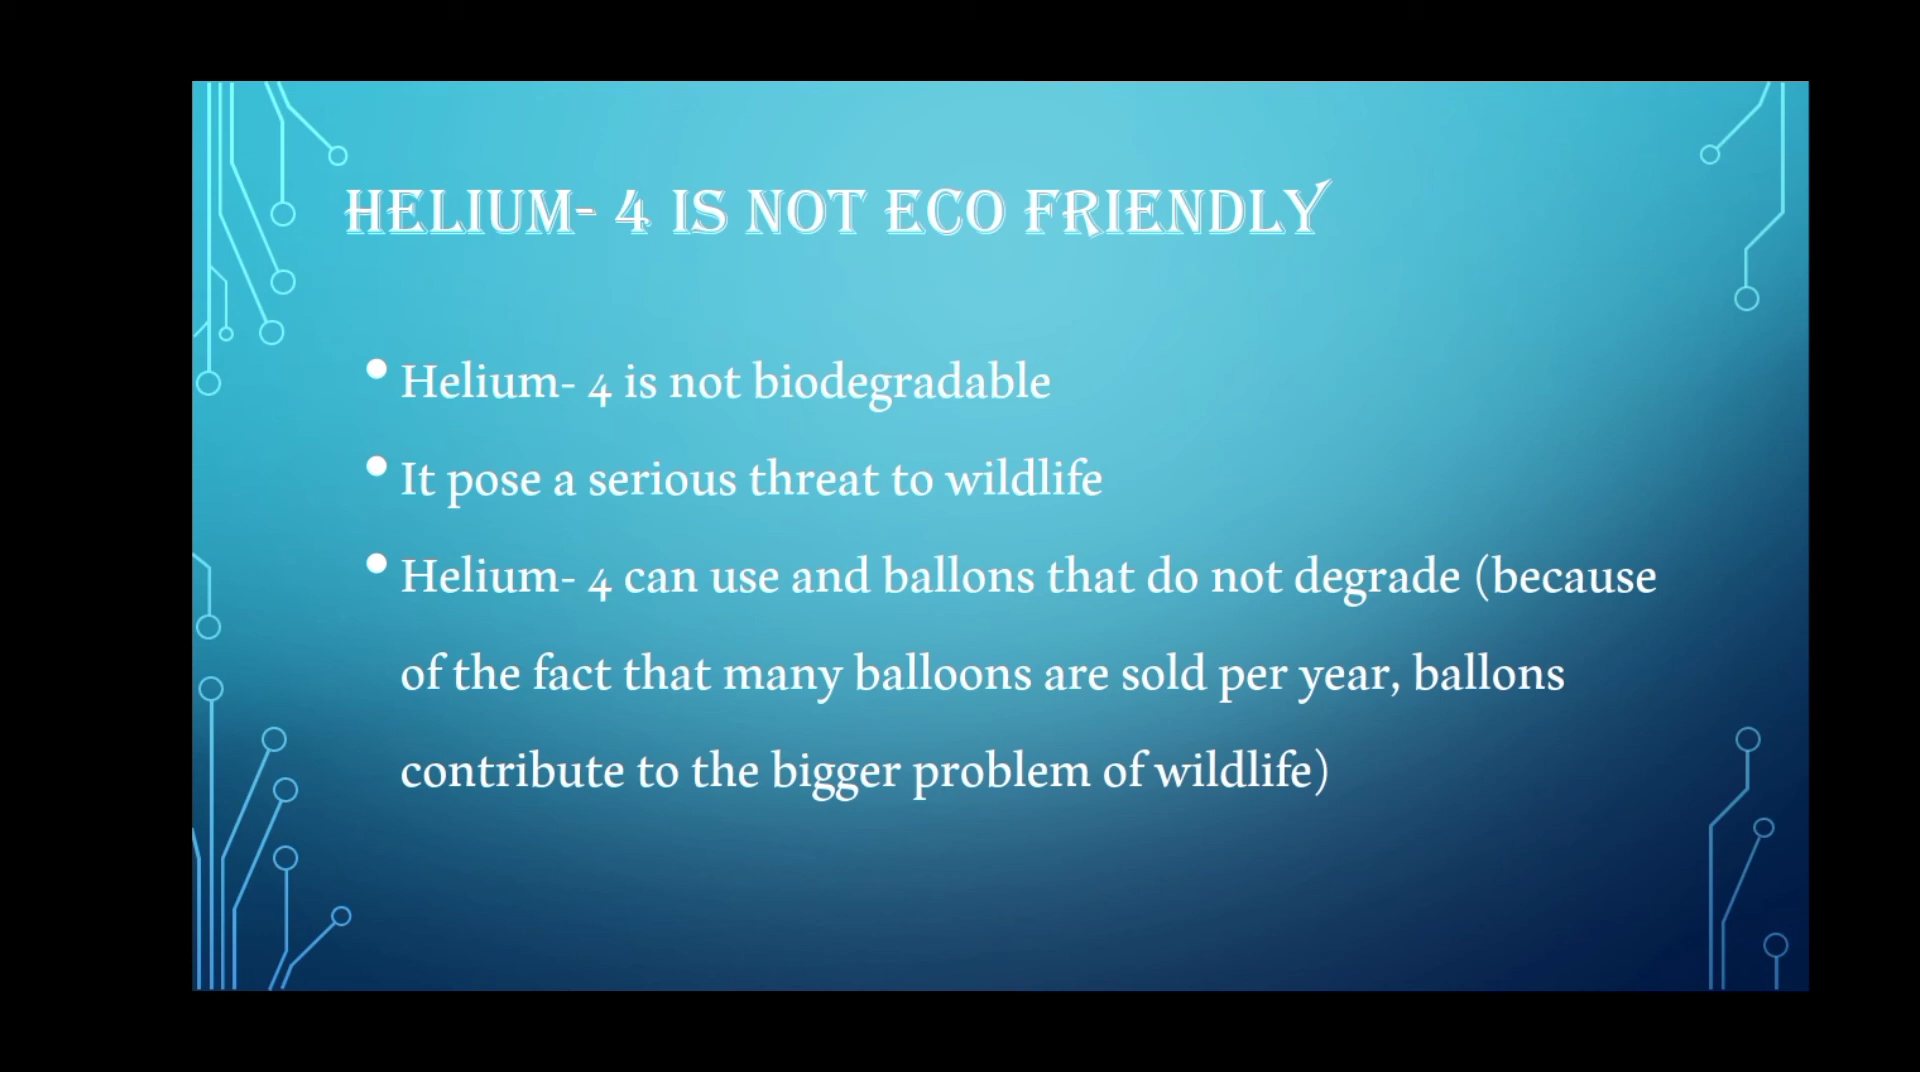 HELIUM- 4 IS NOT ECO FRIENDLY
• Helium- 4 is not biodegradable
• It pose a serious threat to wildlife
• Helium- 4 can use and ballons that do not degrade (because
of the fact that many balloons are sold per year, ballons
contribute to the bigger problem of wildlife)